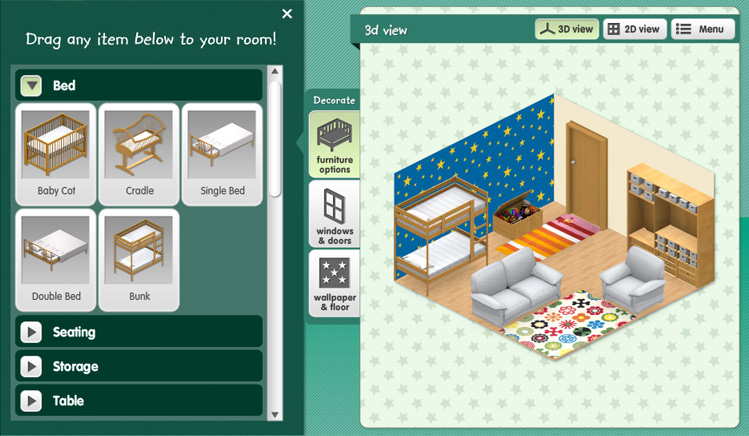 Drag any item below to your room!
Bed
Baby Cot
Cradle
Single Bed
Double Bed
Bunk
Seating
Storage
Table
Decorate
furniture
options
windows
& doors
wallpaper
& floor
3d view
3D view
2D view
Menu